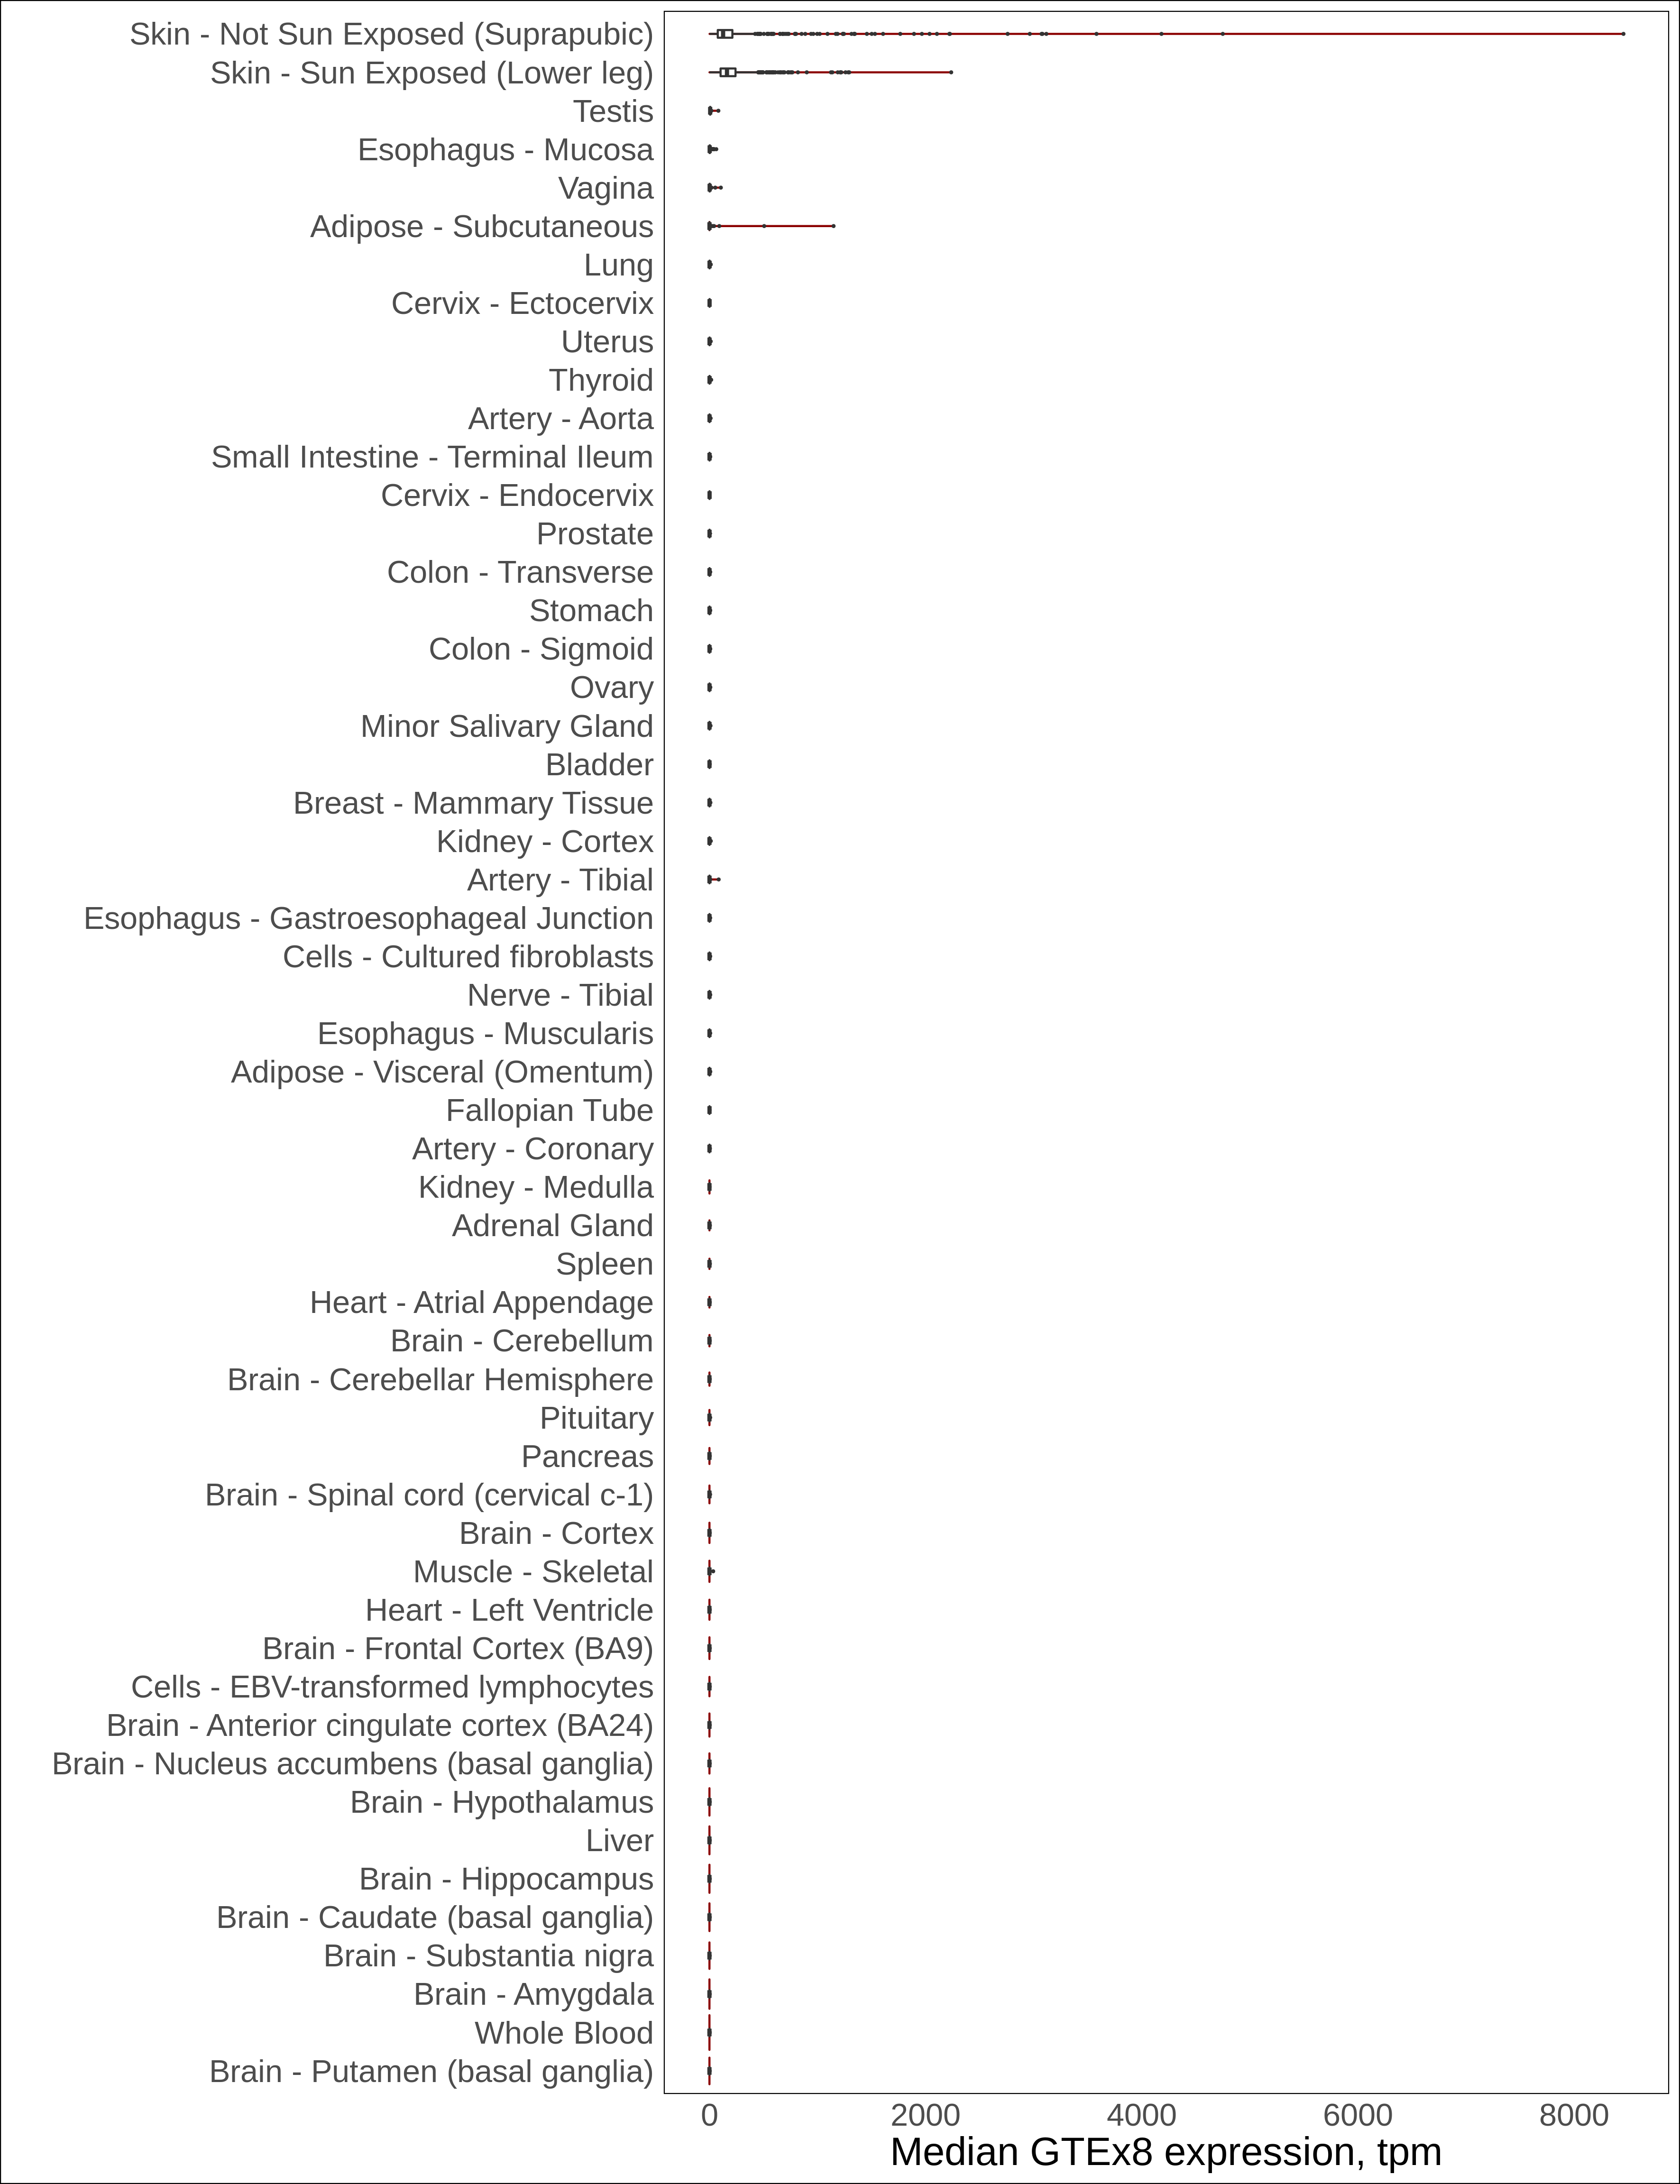 Skin - Not Sun Exposed (Suprapubic)
Skin - Sun Exposed (Lower leg)
Testis
Esophagus - Mucosa
Vagina
Adipose - Subcutaneous
Lung
Cervix - Ectocervix
Uterus
Thyroid
Artery - Aorta
Small Intestine - Terminal Ileum
Cervix - Endocervix
Prostate
Colon - Transverse
Stomach
Colon - Sigmoid
Ovary
Minor Salivary Gland
Bladder
Breast - Mammary Tissue
Kidney - Cortex
Artery - Tibial
Esophagus - Gastroesophageal Junction
Cells - Cultured fibroblasts
Nerve - Tibial
Esophagus - Muscularis
Adipose - Visceral (Omentum)
Fallopian Tube
Artery - Coronary
Kidney - Medulla
Adrenal Gland
Spleen
Heart - Atrial Appendage
Brain - Cerebellum
Brain - Cerebellar Hemisphere
Pituitary
Pancreas
Brain - Spinal cord (cervical c-1)
Brain - Cortex
Muscle - Skeletal
Heart - Left Ventricle
Brain - Frontal Cortex (BA9)
Cells - EBV-transformed lymphocytes
Brain - Anterior cingulate cortex (BA24)
Brain - Nucleus accumbens (basal ganglia)
Brain - Hypothalamus
Liver
Brain - Hippocampus
Brain - Caudate (basal ganglia)
Brain - Substantia nigra
Brain - Amygdala
Whole Blood
Brain - Putamen (basal ganglia)
0 2000 4000 6000 8000
Median GTEx8 expression, tpm